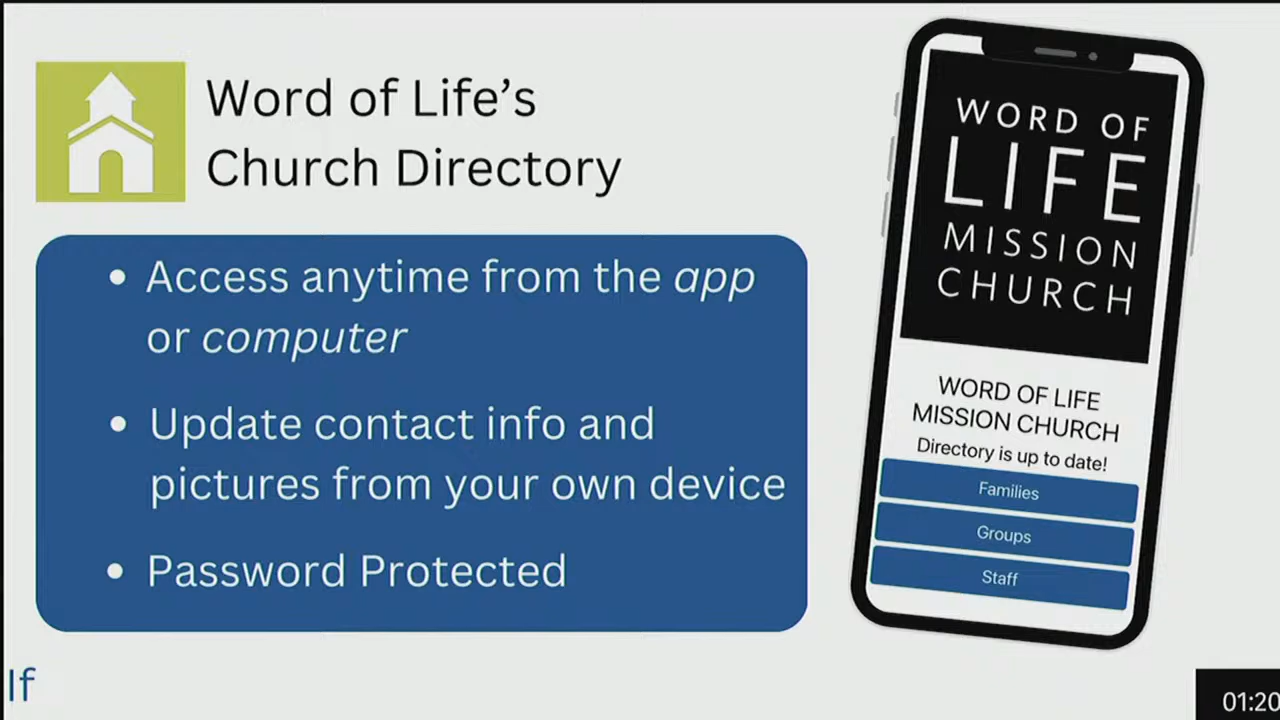 Word of Life's
Church Directory
• Access anytime from the app
or computer
• Update contact info and
pictures from your own device
• Password Protected
WORD OF
LIFE
MISSION
CHURCH
WORD OF LIFE
MISSION CHURCH
Directory is up to date!
Families
Groups
Staff
If
01:20